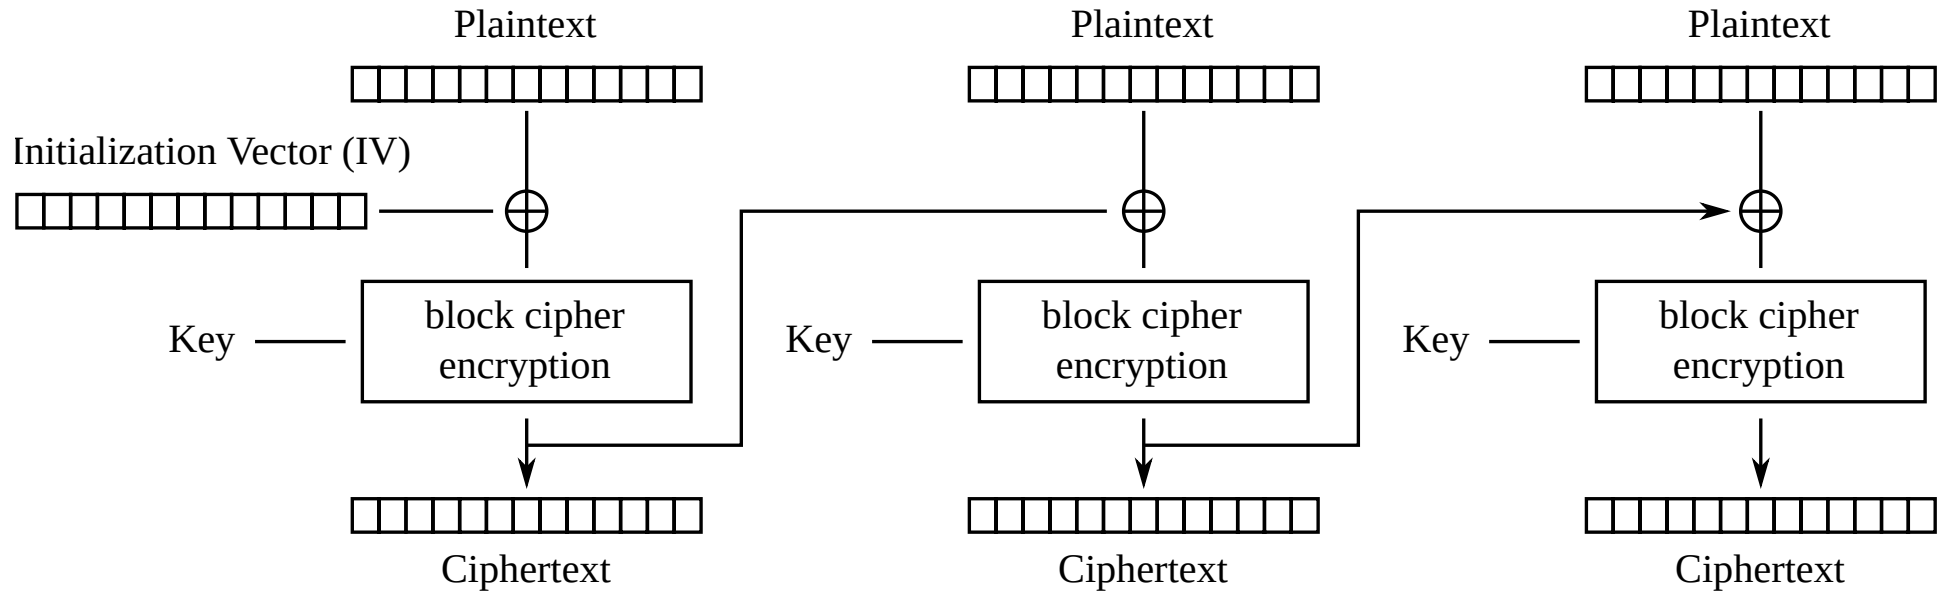 Plaintext
Plaintext
Plaintext
Initialization Vector (IV)
Key
block cipher
encryption
Key
block cipher
encryption
Key
block cipher
encryption
Ciphertext
Ciphertext
Ciphertext